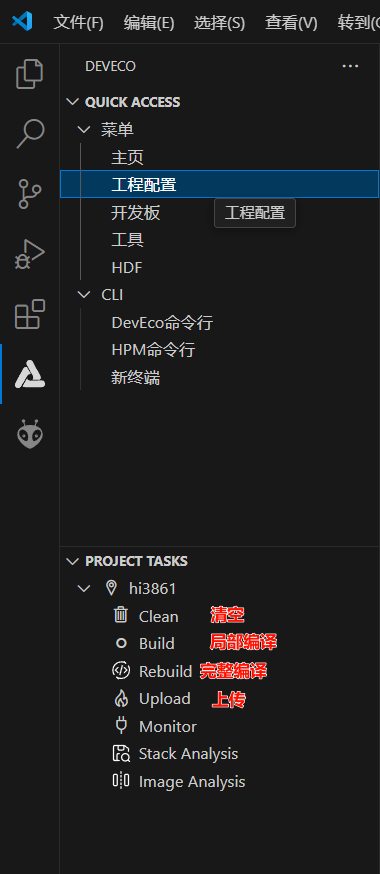 文件(F) 编辑(E) 选择(S) 查看(V) 转到(G
DEVECO ···
QUICK ACCESS
菜单
主页
工程配置
开发板 工程配置
工具
HDF
CLI
DevEco命令行
HPM命令行
新终端
PROJECT TASKS
hi3861
Clean 清空
Build 局部编译
Rebuild 完整编译
Upload 上传
Monitor
Stack Analysis
Image Analysis